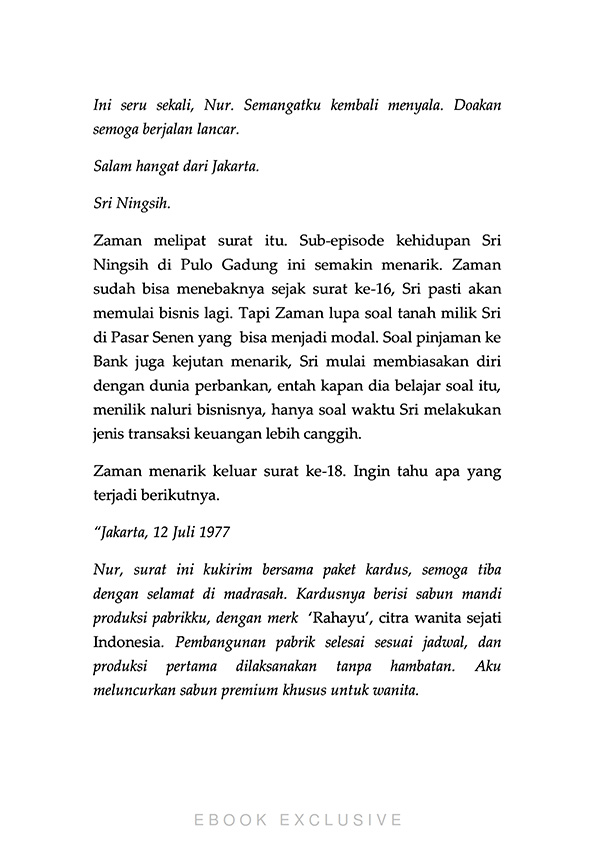 Ini seru sekali, Nur. Semangatku kembali menyala. Doakan
semoga berjalan lancar.
Salam hangat dari Jakarta.
Sri Ningsih.
Zaman melipat surat itu. Sub-episode kehidupan Sri
Ningsih di Pulo Gadung ini semakin menarik. Zaman
sudah bisa menebaknya sejak surat ke-16, Sri pasti akan
memulai bisnis lagi. Tapi Zaman lupa soal tanah milik Sri
di Pasar Senen yang bisa menjadi modal. Soal pinjaman ke
Bank juga kejutan menarik, Sri mulai membiasakan diri
dengan dunia perbankan, entah kapan dia belajar soal itu,
menilik naluri bisnisnya, hanya soal waktu Sri melakukan
jenis transaksi keuangan lebih canggih.
Zaman menarik keluar surat ke-18. Ingin tahu apa yang
terjadi berikutnya.
“Jakarta, 12 Juli 1977
Nur, surat ini kukirim bersama paket kardus, semoga tiba
dengan selamat di madrasah. Kardusnya berisi sabun mandi
produksi pabrikku, dengan merk ‘Rahayu’, citra wanita sejati
Indonesia. Pembangunan pabrik selesai sesuai jadwal, dan
produksi pertama dilaksanakan tanpa hambatan. Aku
meluncurkan sabun premium khusus untuk wanita.
EBOOK EXCLUSIVE